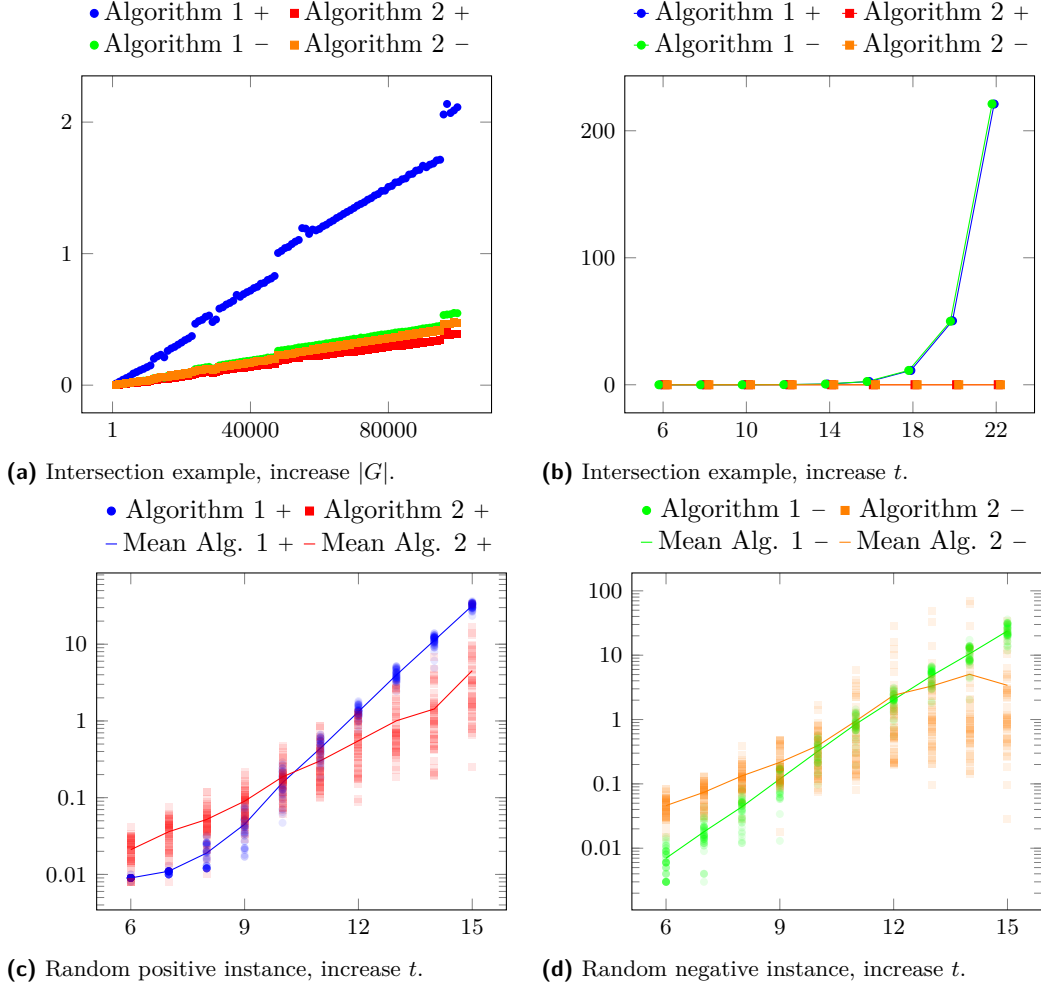 Algorithm 1 + Algorithm 2 +
Algorithm 1 − Algorithm 2 −
2
1
0
1 40000 80000
(a) Intersection example, increase |G|.
Algorithm 1 + Algorithm 2 +
Algorithm 1 − Algorithm 2 −
200
100
0
6 10 14 18 22
(b) Intersection example, increase t.
Algorithm 1 + Algorithm 2 +
Mean Alg. 1 + Mean Alg. 2 +
10
1
0.1
0.01
6 9 12 15
(c) Random positive instance, increase t.
Algorithm 1 − Algorithm 2 −
Mean Alg. 1 − Mean Alg. 2 −
100
10
1
0.1
0.01
6 9 12 15
(d) Random negative instance, increase t.